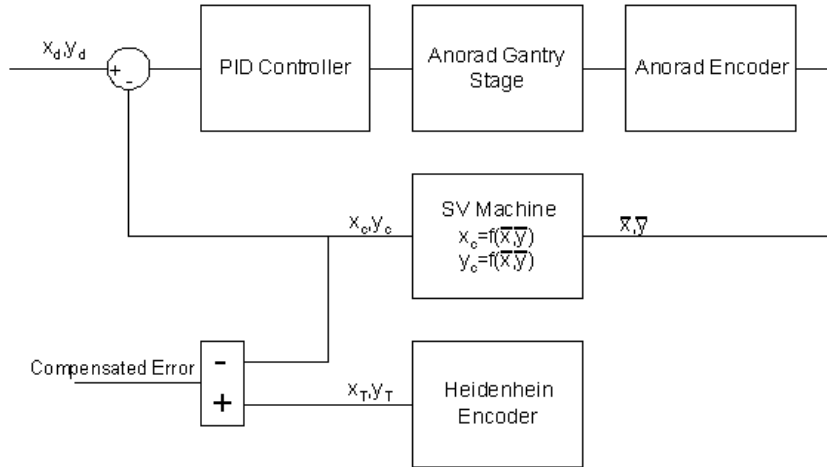 x_d,y_d
+
-
PID Controller
Anorad Gantry
Stage
Anorad Encoder
x_c,y_c
SV Machine
x_c=f(x̅,y̅)
y_c=f(x̅,y̅)
x̅,y̅
Compensated Error
-
+
x_T,y_T
Heidenhein
Encoder